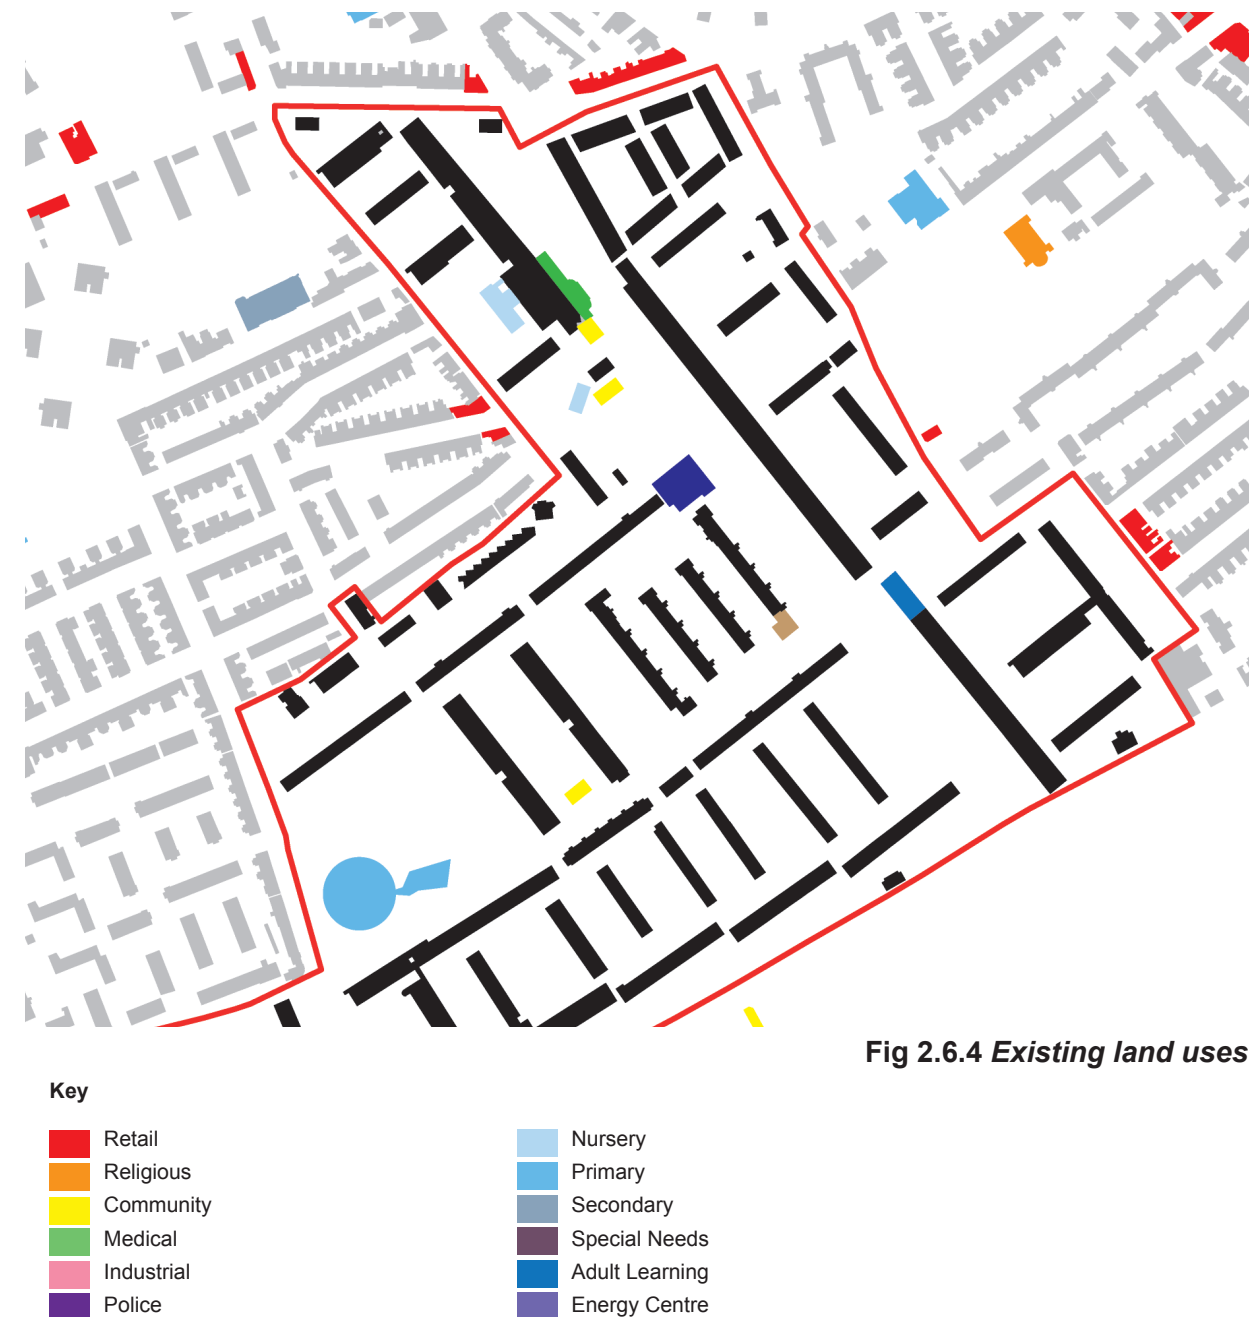 Fig 2.6.4 Existing land uses
Key
Retail
Religious
Community
Medical
Industrial
Police
Nursery
Primary
Secondary
Special Needs
Adult Learning
Energy Centre